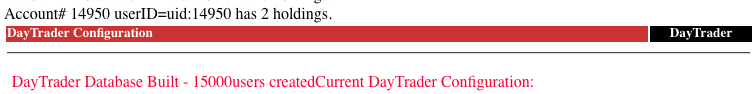 Account# 14950 userID=uid:14950 has 2 holdings.
DayTrader Configuration DayTrader
DayTrader Database Built - 15000users createdCurrent DayTrader Configuration: